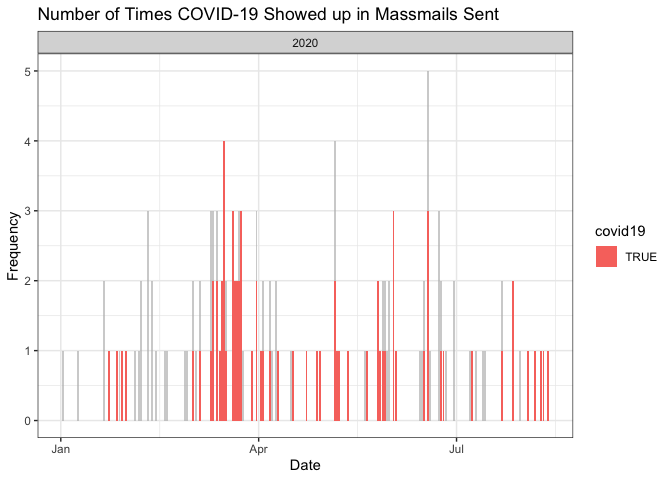 Number of Times COVID-19 Showed up in Massmails Sent
2020
5
4
3
2
1
0
Frequency
Jan
Apr
Jul
Date
covid19
TRUE